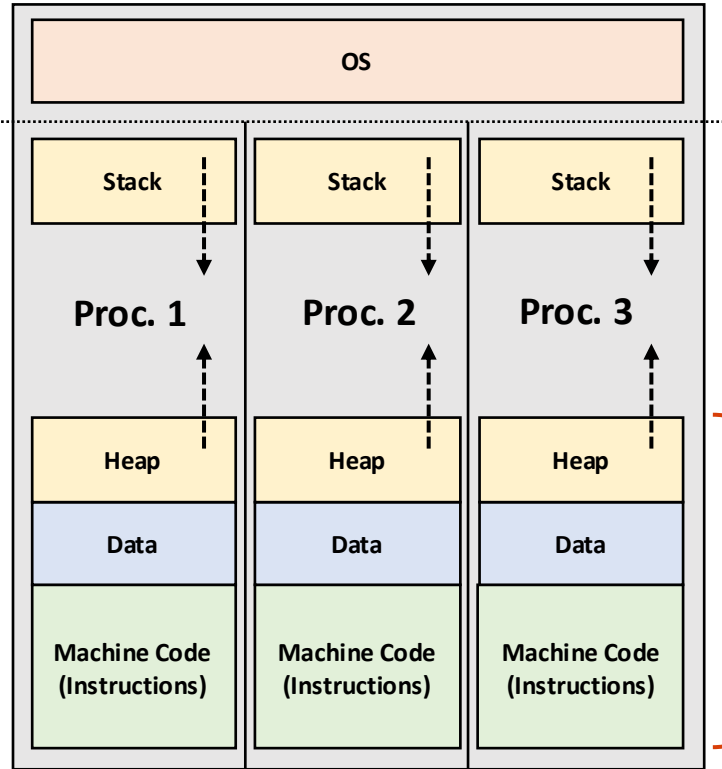 OS
Stack Stack Stack
Proc. 1 Proc. 2 Proc. 3
Heap Heap Heap
Data Data Data
Machine Code Machine Code Machine Code
(Instructions) (Instructions) (Instructions)